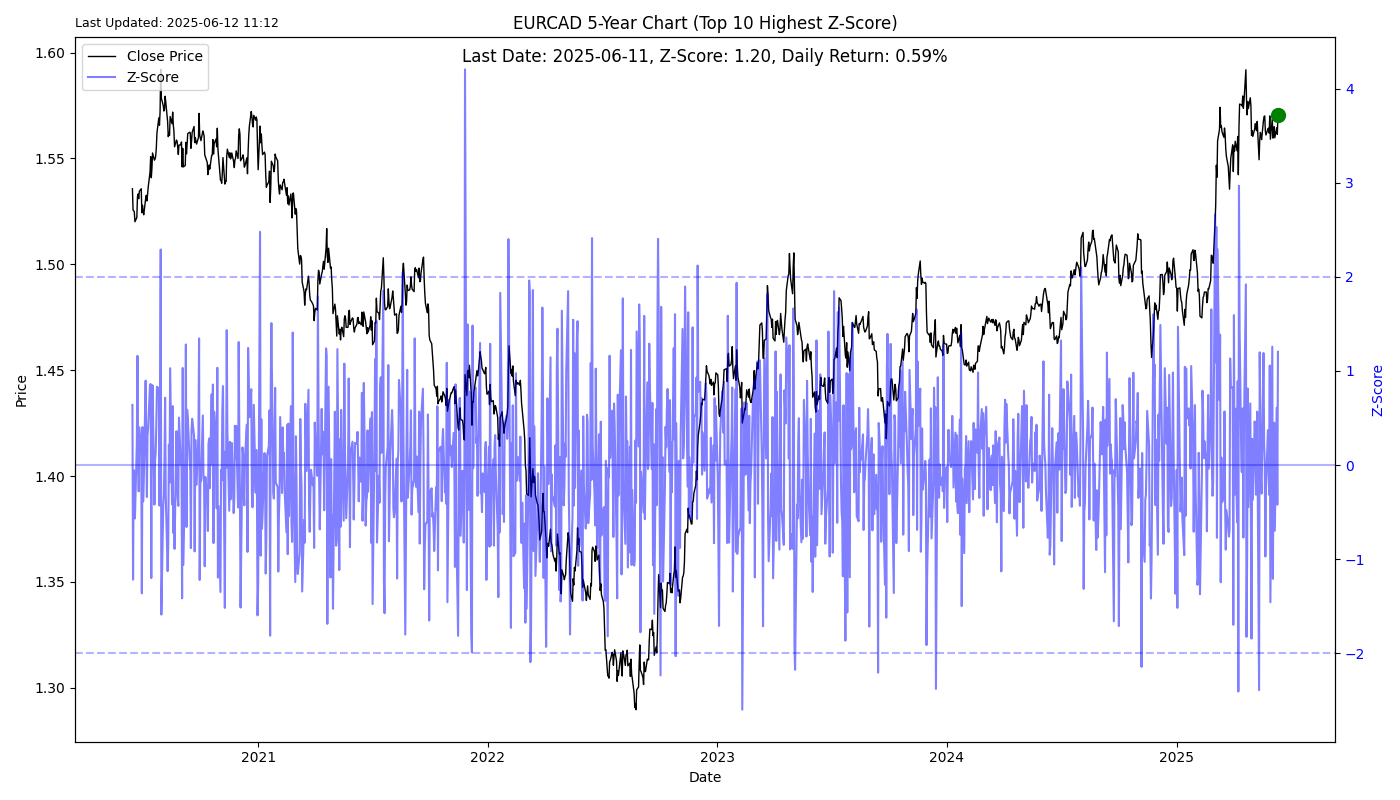 Last Updated: 2025-06-12 11:12
EURCAD 5-Year Chart (Top 10 Highest Z-Score)
Last Date: 2025-06-11, Z-Score: 1.20, Daily Return: 0.59%
Close Price
Z-Score
1.60
1.55
1.50
1.45
1.40
1.35
1.30
Price
4
3
2
1
0
−1
−2
Z-Score
2021
2022
2023
2024
2025
Date